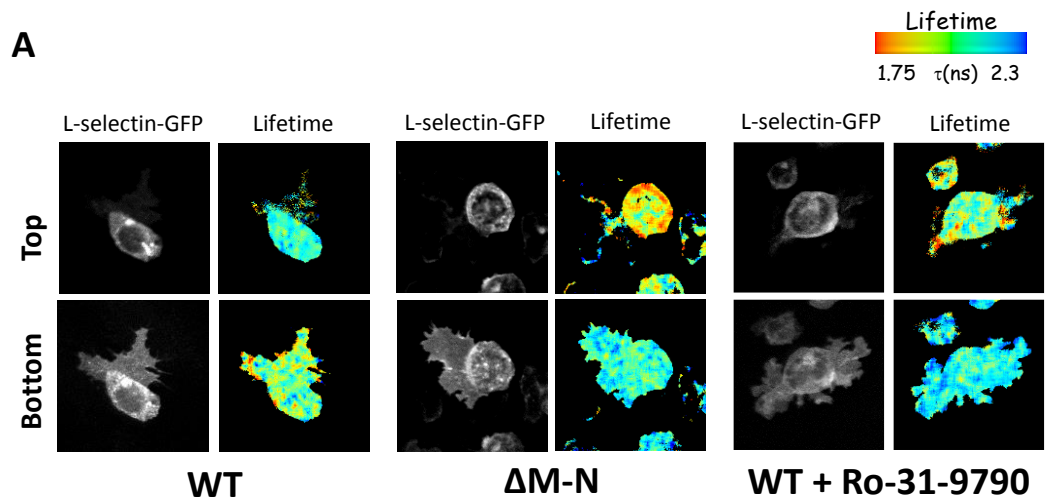 A
Lifetime
1.75 τ(ns) 2.3
L-selectin-GFP Lifetime L-selectin-GFP Lifetime L-selectin-GFP Lifetime
Top
Bottom
WT ΔM-N WT + Ro-31-9790